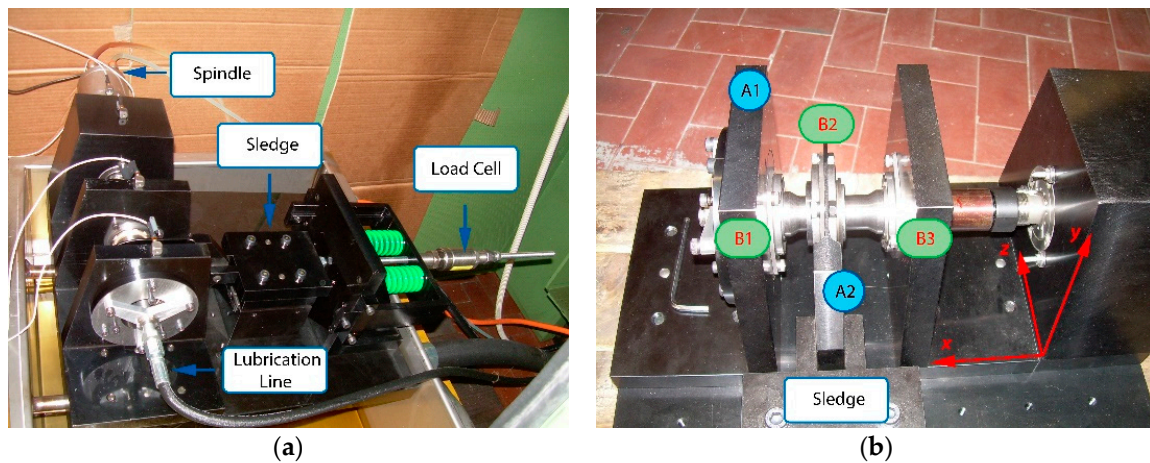 Spindle
Sledge
Load Cell
Lubrication
Line
A1
B2
B1
B3
A2
z
y
x
Sledge
(a)
(b)